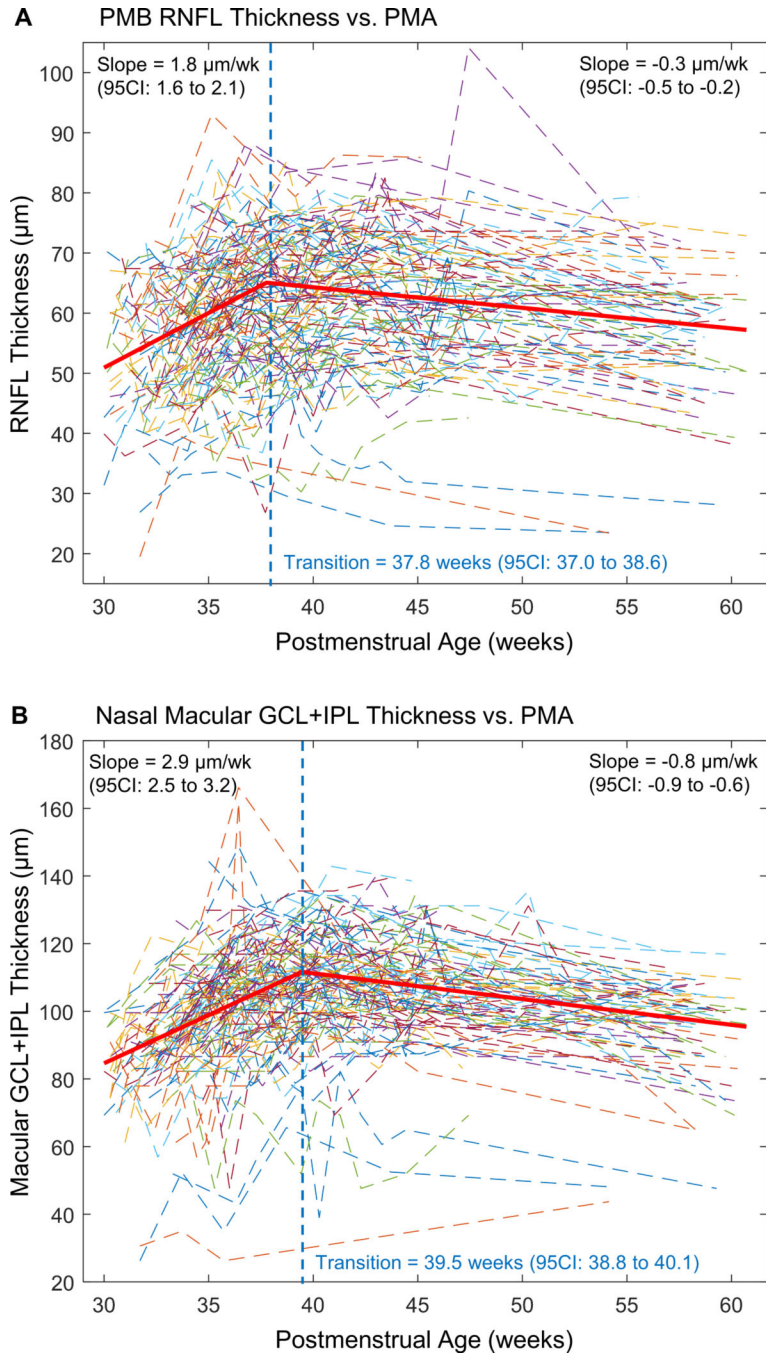 A PMB RNFL Thickness vs. PMA
Slope = 1.8 µm/wk
(95CI: 1.6 to 2.1)
Slope = -0.3 µm/wk
(95CI: -0.5 to -0.2)
RNFL Thickness (µm)
100
90
80
70
60
50
40
30
20
Transition = 37.8 weeks (95CI: 37.0 to 38.6)
30 35 40 45 50 55 60
Postmenstrual Age (weeks)
B Nasal Macular GCL+IPL Thickness vs. PMA
Slope = 2.9 µm/wk
(95CI: 2.5 to 3.2)
Slope = -0.8 µm/wk
(95CI: -0.9 to -0.6)
Macular GCL+IPL Thickness (µm)
180
160
140
120
100
80
60
40
20
Transition = 39.5 weeks (95CI: 38.8 to 40.1)
30 35 40 45 50 55 60
Postmenstrual Age (weeks)